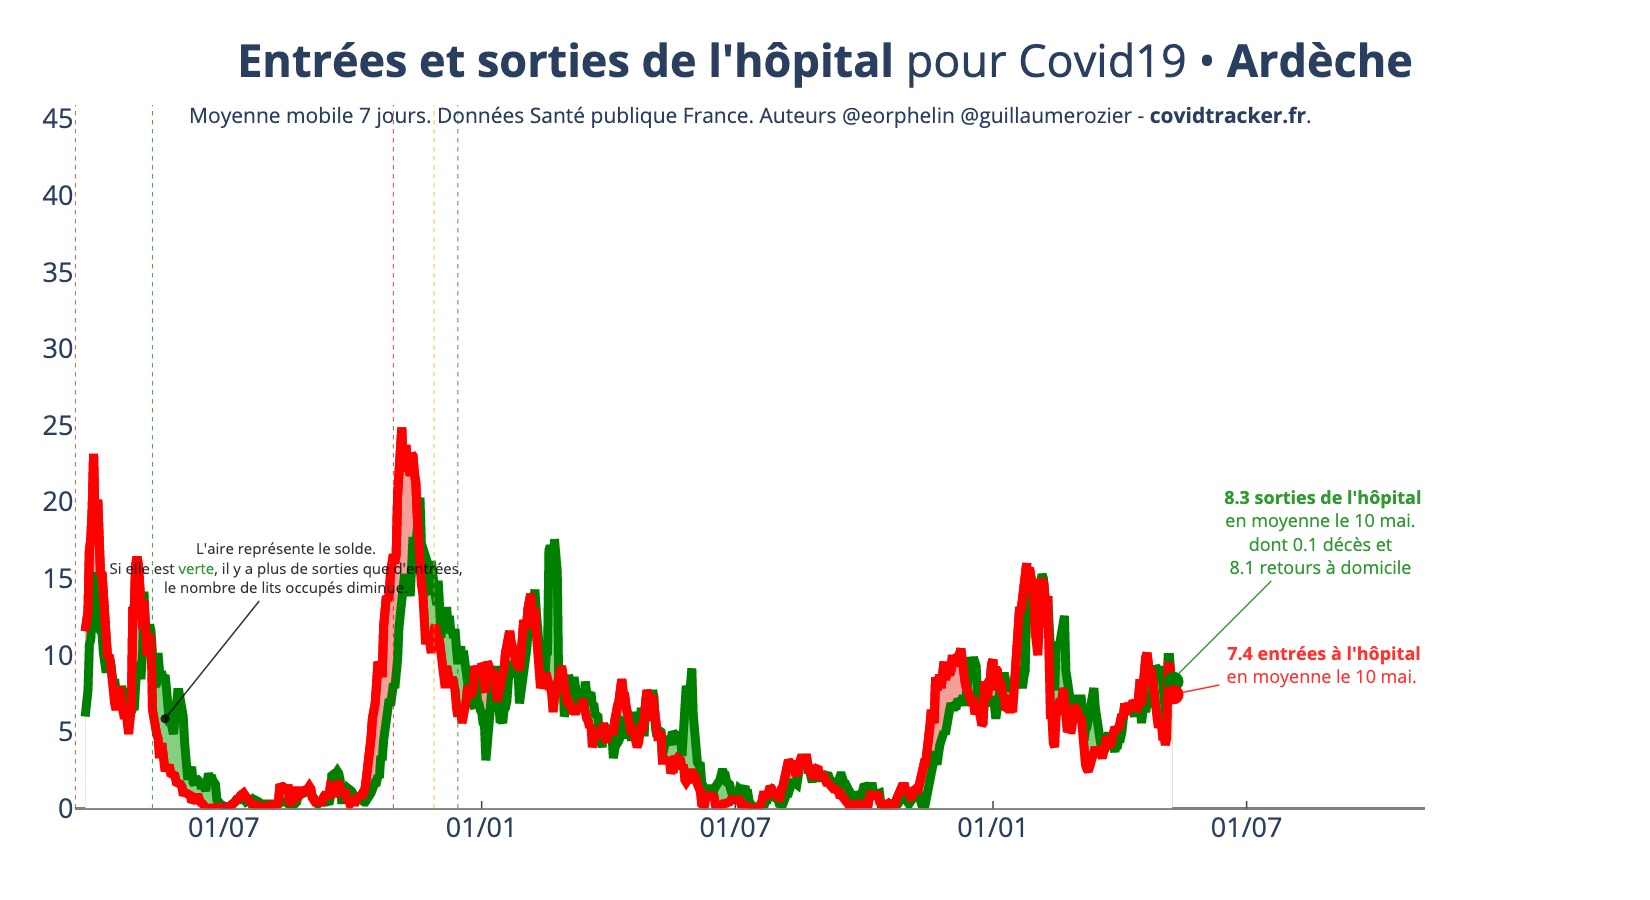 Entrées et sorties de l'hôpital pour Covid19 • Ardèche
Moyenne mobile 7 jours. Données Santé publique France. Auteurs @eorphelin @guillaumerozier - covidtracker.fr.
45
40
35
30
25
20
15
10
5
0
L'aire représente le solde.
Si elle est verte, il y a plus de sorties que d'entrées,
le nombre de lits occupés diminue.
8.3 sorties de l'hôpital
en moyenne le 10 mai.
dont 0.1 décès et
8.1 retours à domicile
7.4 entrées à l'hôpital
en moyenne le 10 mai.
01/07
01/01
01/07
01/01
01/07